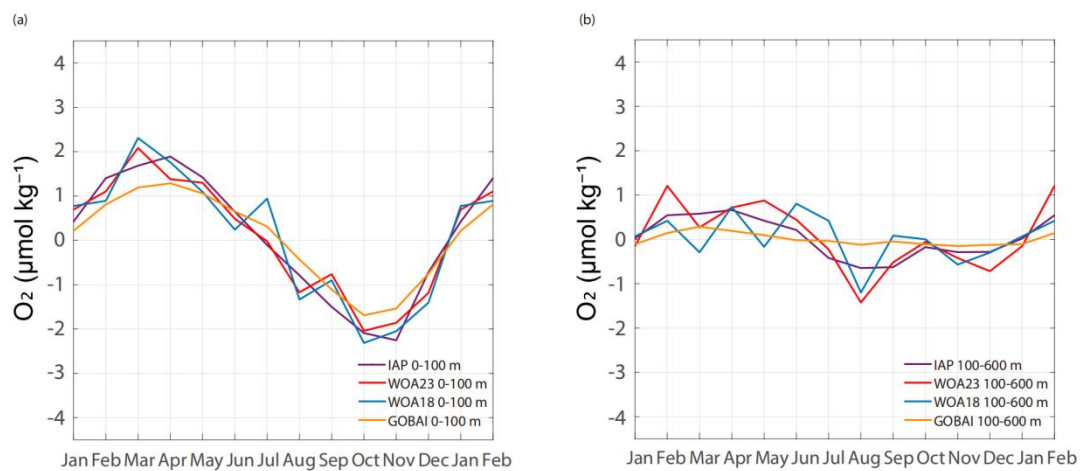 (a)
4
3
2
1
0
-1
-2
-3
-4
O₂ (μmol kg⁻¹)
IAP 0-100 m
WOA23 0-100 m
WOA18 0-100 m
GOBAI 0-100 m
Jan Feb Mar Apr May Jun Jul Aug Sep Oct Nov Dec Jan Feb
(b)
4
3
2
1
0
-1
-2
-3
-4
O₂ (μmol kg⁻¹)
IAP 100-600 m
WOA23 100-600 m
WOA18 100-600 m
GOBAI 100-600 m
Jan Feb Mar Apr May Jun Jul Aug Sep Oct Nov Dec Jan Feb